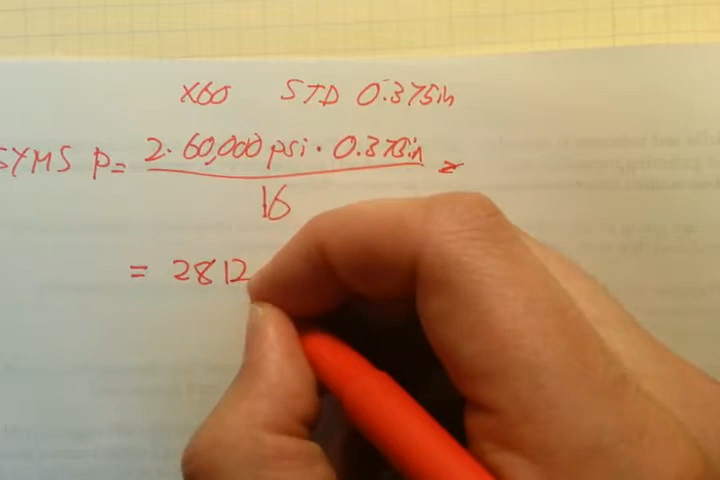 X60 STD 0.375in
SYMS P= 2·60,000 psi · 0.375in =
16
= 2812